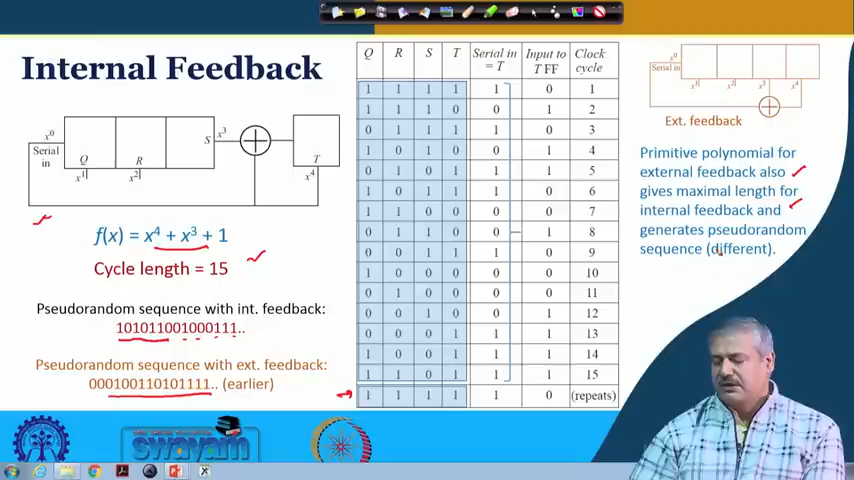 Internal Feedback
x⁰
Serial
in
Q
R
S
x³
T
x¹
x²
x⁴
f(x) = x⁴ + x³ + 1
Cycle length = 15
Pseudorandom sequence with int. feedback:
101011001000111..
Pseudorandom sequence with ext. feedback:
000100110101111.. (earlier)
Q R S T Serial in = T Input to T FF Clock cycle
1 1 1 1 1 0 1
1 1 1 0 0 1 2
0 1 1 1 1 0 3
1 0 1 0 0 1 4
0 1 0 1 1 1 5
1 0 1 1 1 0 6
1 1 0 0 0 0 7
0 1 1 0 0 1 8
0 0 1 1 1 0 9
1 0 0 0 0 0 10
0 1 0 0 0 0 11
0 0 1 0 0 1 12
0 0 0 1 1 1 13
1 0 0 1 1 1 14
1 1 0 1 1 1 15
1 1 1 1 1 0 (repeats)
x⁰
Serial
in
x¹
x²
x³
x⁴
Ext. feedback
Primitive polynomial for
external feedback also
gives maximal length for
internal feedback and
generates pseudorandom
sequence (different).
swayam